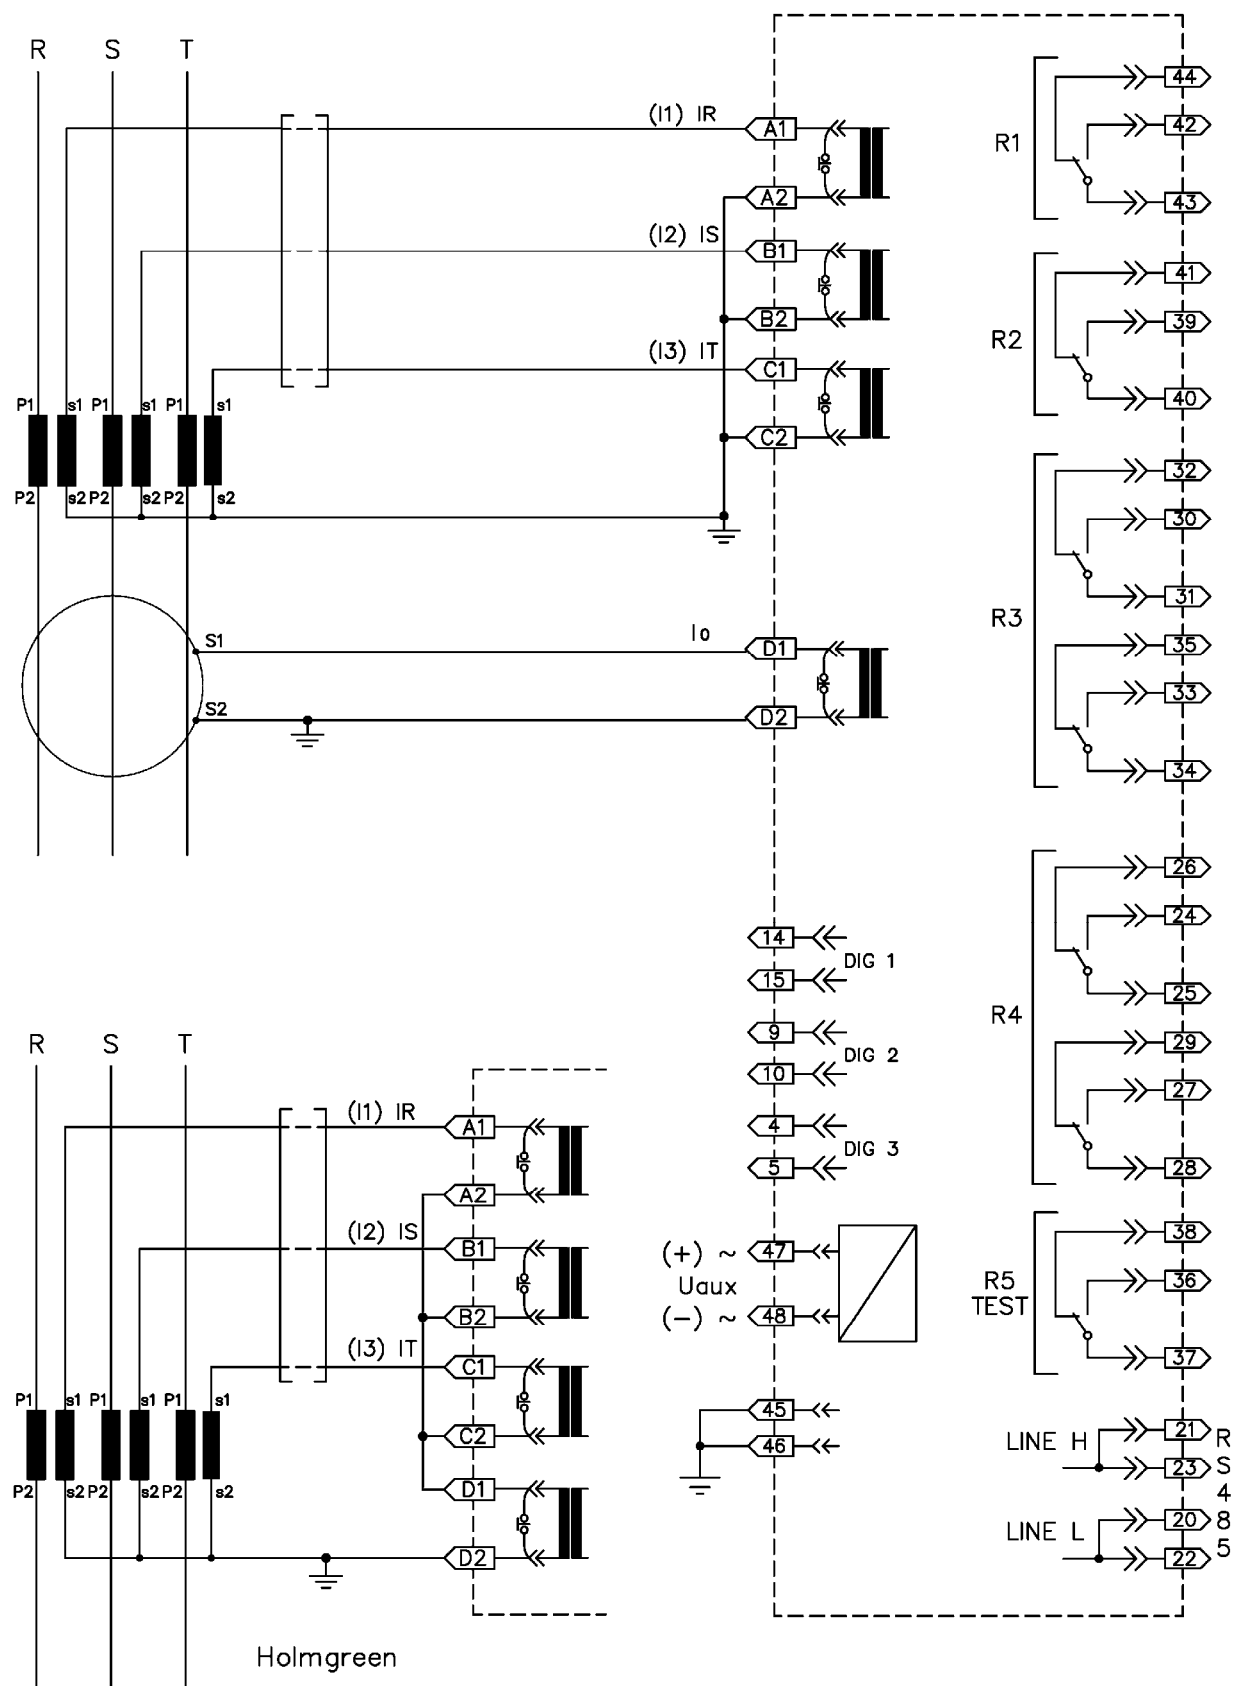 R S T
(I1) IR
A1
A2
(I2) IS
B1
B2
(I3) IT
C1
C2
P1 s1 P1 s1 P1 s1
P2 s2 P2 s2 P2 s2
S1
Io
D1
S2
D2
R1
44
42
43
R2
41
39
40
R3
32
30
31
35
33
34
R4
26
24
25
29
27
28
R5
TEST
38
36
37
LINE H
21
23
LINE L
20
22
RS485
14
DIG 1
15
9
DIG 2
10
4
DIG 3
5
(+) ~ 47
Uaux
(-) ~ 48
45
46
R S T
(I1) IR
A1
A2
(I2) IS
B1
B2
(I3) IT
C1
C2
P1 s1 P1 s1 P1 s1
P2 s2 P2 s2 P2 s2
D1
D2
Holmgreen